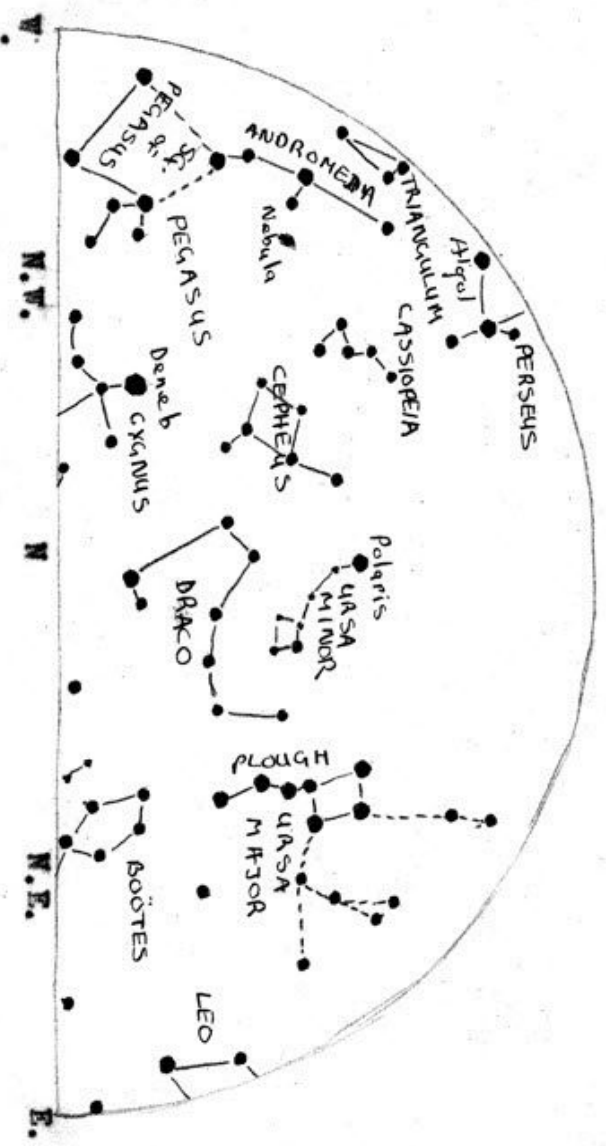 PERSEUS
Algol
TRIANGULUM
CASSIOPEIA
ANDROMEDA
Nebula
Polaris
URSA
MINOR
CEPHEUS
PLOUGH
URSA
MAJOR
Sq. of
PEGASUS
PEGASUS
Deneb
CYGNUS
DRACO
BOÖTES
LEO
W. N.W. N N.E. E.